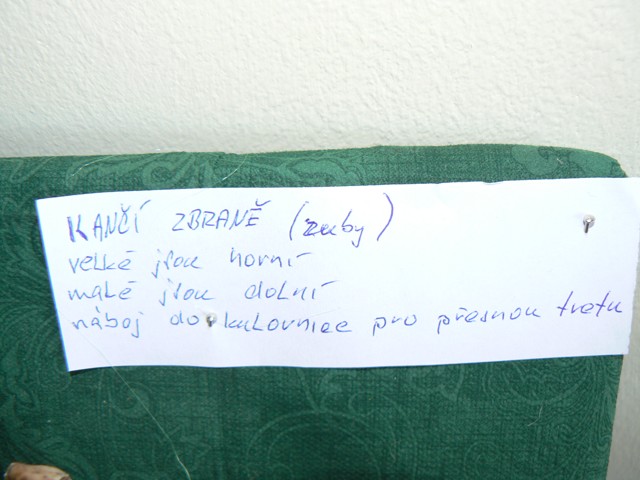 KANČÍ ZBRANĚ (zuby)
velké jsou horní
malé jsou dolní
náboj do kulovnice pro přesnou trefu